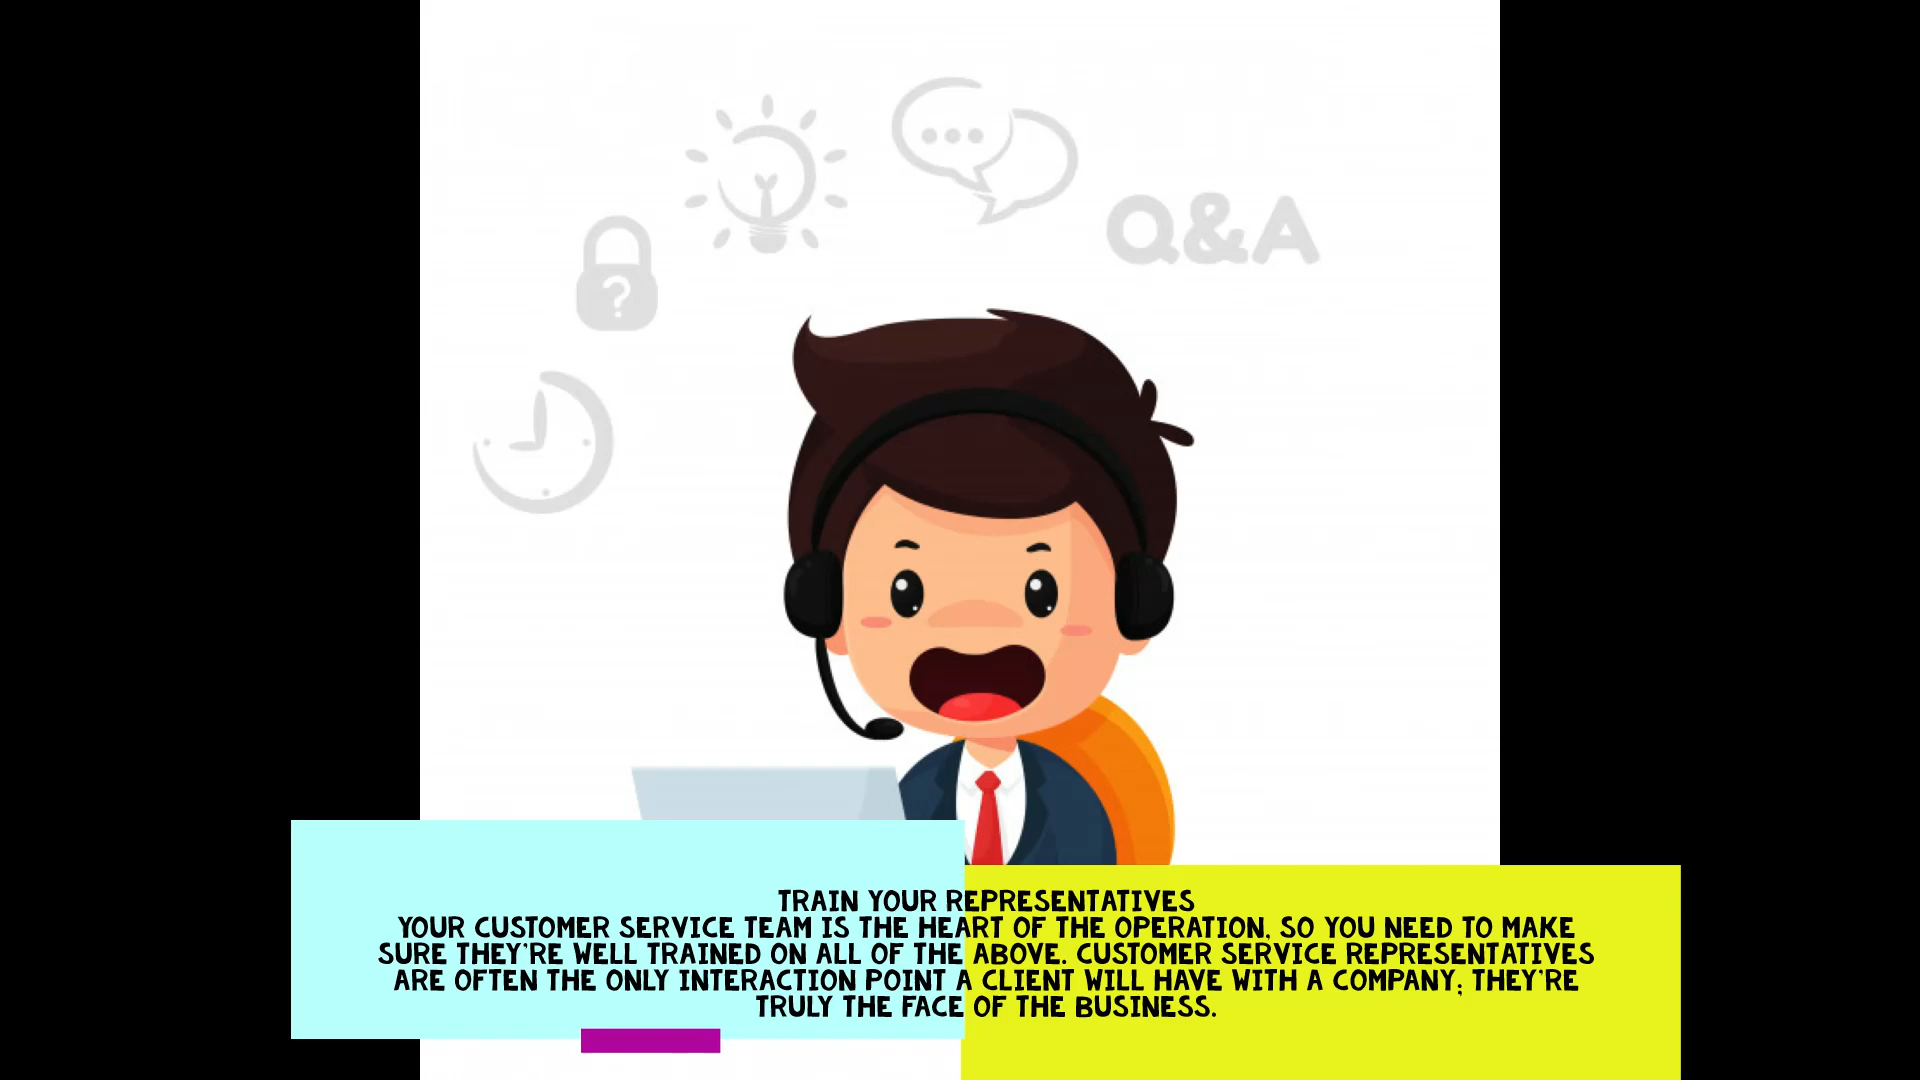 Q&A
?
TRAIN YOUR REPRESENTATIVES
YOUR CUSTOMER SERVICE TEAM IS THE HEART OF THE OPERATION, SO YOU NEED TO MAKE
SURE THEY'RE WELL TRAINED ON ALL OF THE ABOVE. CUSTOMER SERVICE REPRESENTATIVES
ARE OFTEN THE ONLY INTERACTION POINT A CLIENT WILL HAVE WITH A COMPANY; THEY'RE
TRULY THE FACE OF THE BUSINESS.